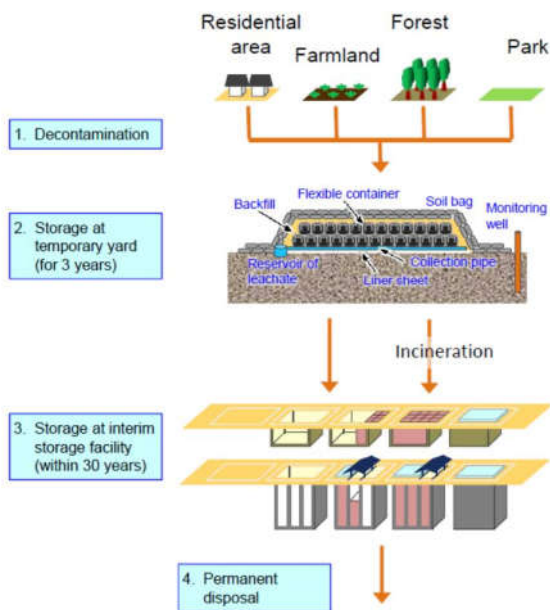 Residential
area
Farmland
Forest
Park
1. Decontamination
2. Storage at
temporary yard
(for 3 years)
Backfill
Flexible container
Soil bag
Monitoring
well
Reservoir of
leachate
Liner sheet
Collection pipe
Incineration
3. Storage at interim
storage facility
(within 30 years)
4. Permanent
disposal